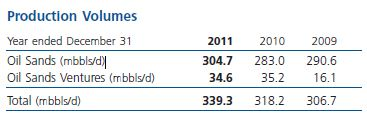 Production Volumes
Year ended December 31 2011 2010 2009
Oil Sands (mbbls/d) 304.7 283.0 290.6
Oil Sands Ventures (mbbls/d) 34.6 35.2 16.1
Total (mbbls/d) 339.3 318.2 306.7